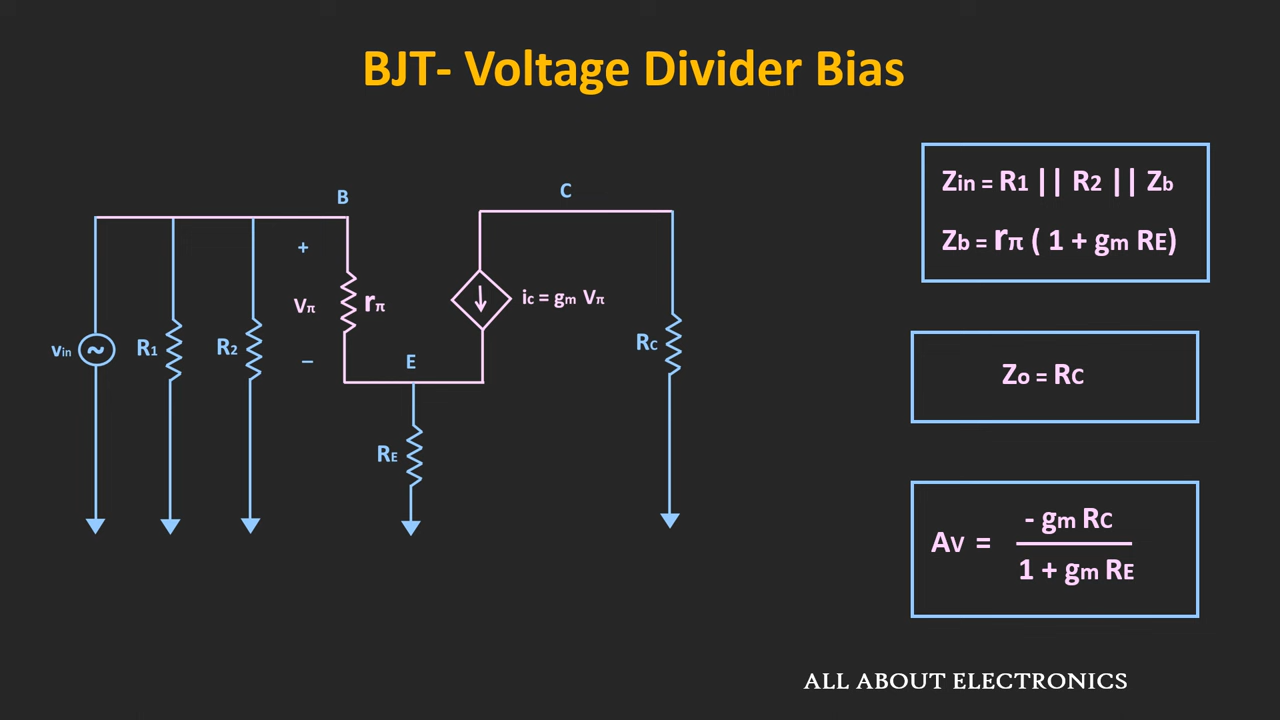 BJT- Voltage Divider Bias
B
C
+
Vπ
rπ
–
vin
~
R1
R2
ic = gm Vπ
E
RE
RC
Zin = R1 || R2 || Zb
Zb = rπ ( 1 + gm RE)
Zo = RC
AV =
- gm RC
1 + gm RE
ALL ABOUT ELECTRONICS